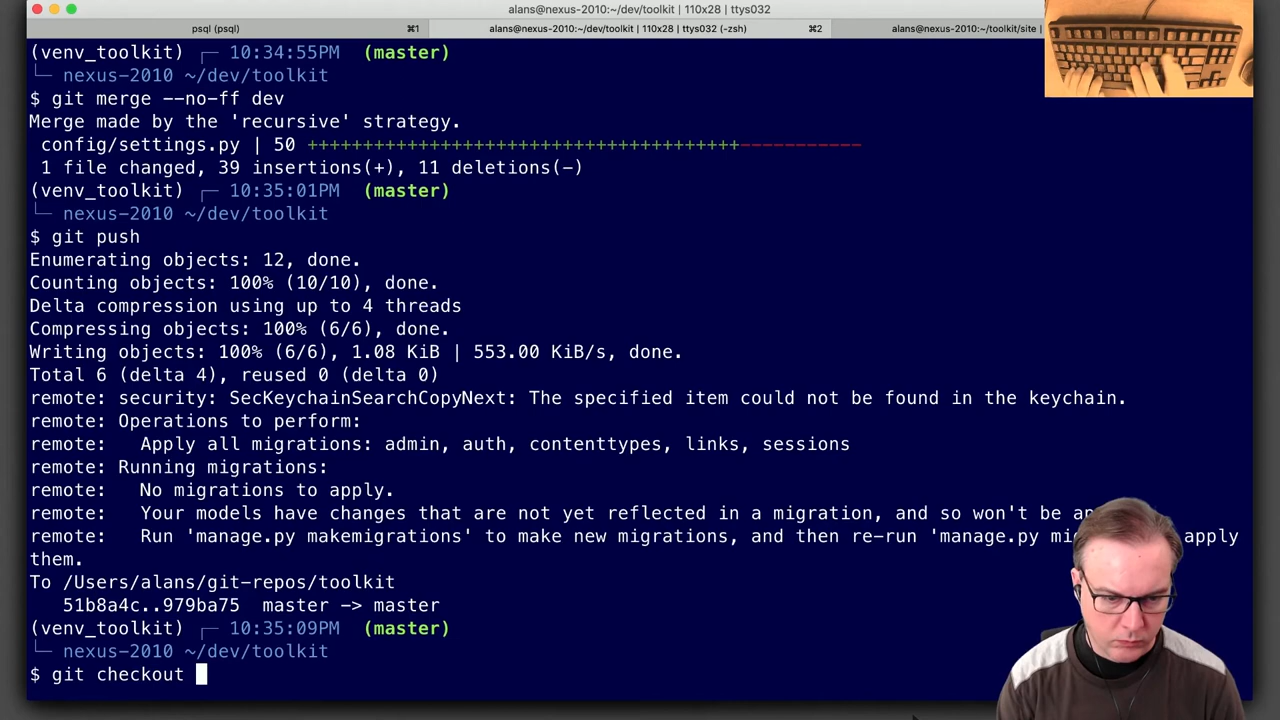 alans@nexus-2010:~/dev/toolkit | 110x28 | ttys032
psql (psql) ⌘1 alans@nexus-2010:~/dev/toolkit | 110x28 | ttys032 (-zsh) ⌘2 alans@nexus-2010:~/toolkit/site |
(venv_toolkit) ┌─ 10:34:55PM (master)
└─ nexus-2010 ~/dev/toolkit
$ git merge --no-ff dev
Merge made by the 'recursive' strategy.
config/settings.py | 50 +++++++++++++++++++++++++++++++++++++++-----------
1 file changed, 39 insertions(+), 11 deletions(-)
(venv_toolkit) ┌─ 10:35:01PM (master)
└─ nexus-2010 ~/dev/toolkit
$ git push
Enumerating objects: 12, done.
Counting objects: 100% (10/10), done.
Delta compression using up to 4 threads
Compressing objects: 100% (6/6), done.
Writing objects: 100% (6/6), 1.08 KiB | 553.00 KiB/s, done.
Total 6 (delta 4), reused 0 (delta 0)
remote: security: SecKeychainSearchCopyNext: The specified item could not be found in the keychain.
remote: Operations to perform:
remote:   Apply all migrations: admin, auth, contenttypes, links, sessions
remote: Running migrations:
remote:   No migrations to apply.
remote:   Your models have changes that are not yet reflected in a migration, and so won't be
remote:   Run 'manage.py makemigrations' to make new migrations, and then re-run 'manage.py apply
them.
To /Users/alans/git-repos/toolkit
51b8a4c..979ba75  master -> master
(venv_toolkit) ┌─ 10:35:09PM (master)
└─ nexus-2010 ~/dev/toolkit
$ git checkout